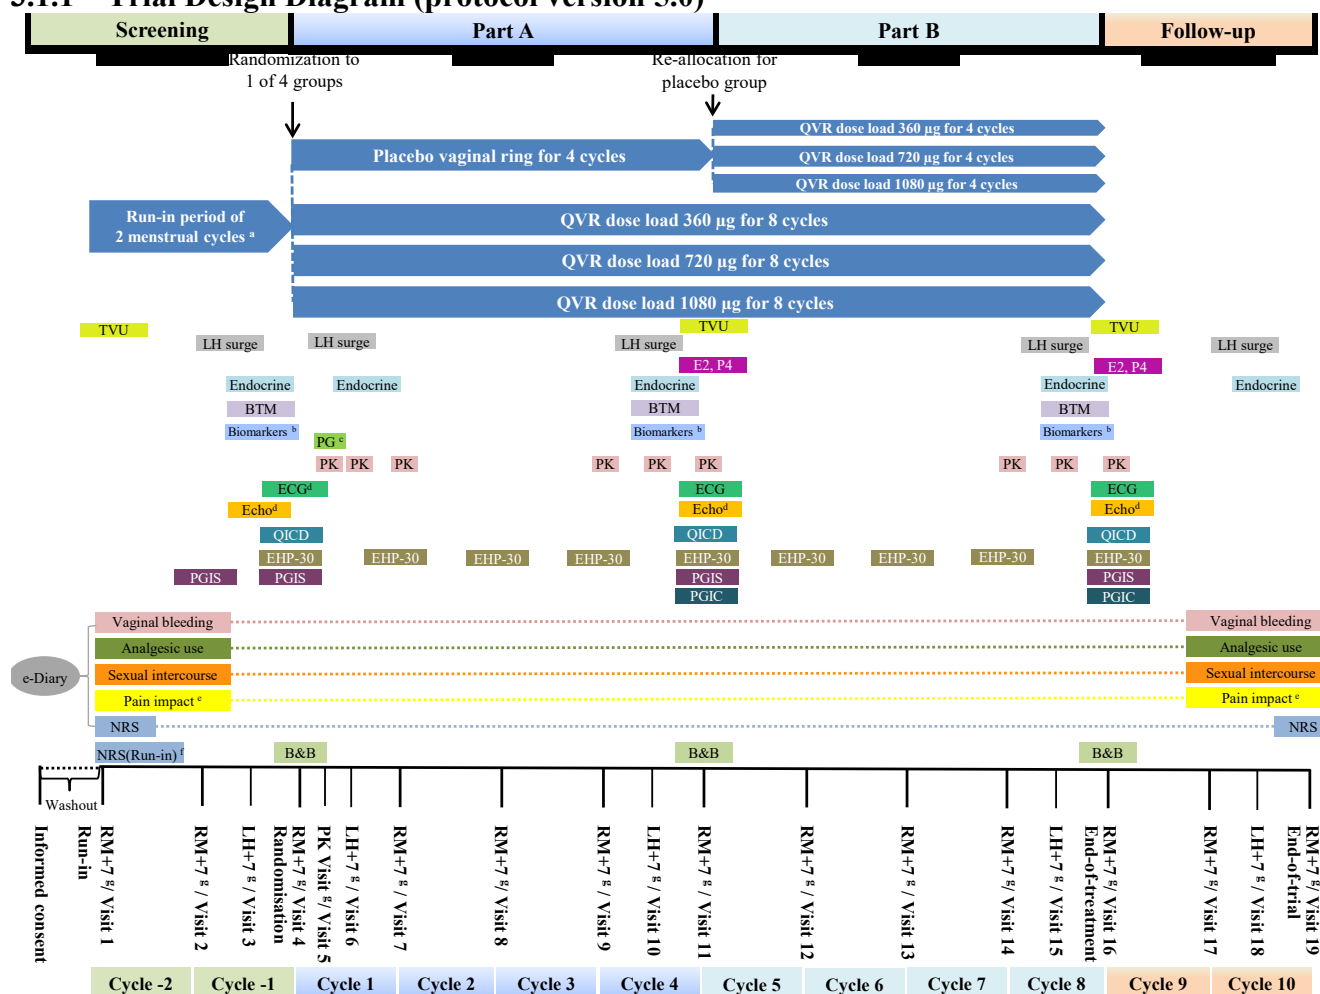 5.1.1 Trial Design Diagram (protocol version 5.0)
Screening Part A Part B Follow-up
Randomization to
1 of 4 groups
Re-allocation for
placebo group
QVR dose load 360 µg for 4 cycles
Placebo vaginal ring for 4 cycles
QVR dose load 720 µg for 4 cycles
QVR dose load 1080 µg for 4 cycles
Run-in period of
2 menstrual cycles a
QVR dose load 360 µg for 8 cycles
QVR dose load 720 µg for 8 cycles
QVR dose load 1080 µg for 8 cycles
TVU TVU TVU
LH surge LH surge LH surge LH surge LH surge
E2, P4 E2, P4
Endocrine Endocrine Endocrine Endocrine Endocrine
BTM BTM BTM
Biomarkers b Biomarkers b Biomarkers b
PG c
PK PK PK PK PK PK PK PK PK
ECG d ECG ECG
Echo d Echo d Echo d
QICD QICD QICD
EHP-30 EHP-30 EHP-30 EHP-30 EHP-30 EHP-30 EHP-30 EHP-30 EHP-30
PGIS PGIS PGIS PGIS
PGIC PGIC
e-Diary
Vaginal bleeding Vaginal bleeding
Analgesic use Analgesic use
Sexual intercourse Sexual intercourse
Pain impact e Pain impact e
NRS NRS
NRS(Run-in) f B&B B&B B&B
Washout
Informed consent
Run-in
RM+7 g/ Visit 1
RM+7 g/ Visit 2
LH+7 g/ Visit 3
Randomisation
RM+7 g/ Visit 4
PK Visit g/ Visit 5
LH+7 g/ Visit 6
RM+7 g/ Visit 7
RM+7 g/ Visit 8
RM+7 g/ Visit 9
LH+7 g/ Visit 10
RM+7 g/ Visit 11
RM+7 g/ Visit 12
RM+7 g/ Visit 13
RM+7 g/ Visit 14
LH+7 g/ Visit 15
End-of-treatment
RM+7 g/ Visit 16
RM+7 g/ Visit 17
LH+7 g/ Visit 18
End-of-trial
RM+7 g/ Visit 19
Cycle -2 Cycle -1 Cycle 1 Cycle 2 Cycle 3 Cycle 4 Cycle 5 Cycle 6 Cycle 7 Cycle 8 Cycle 9 Cycle 10